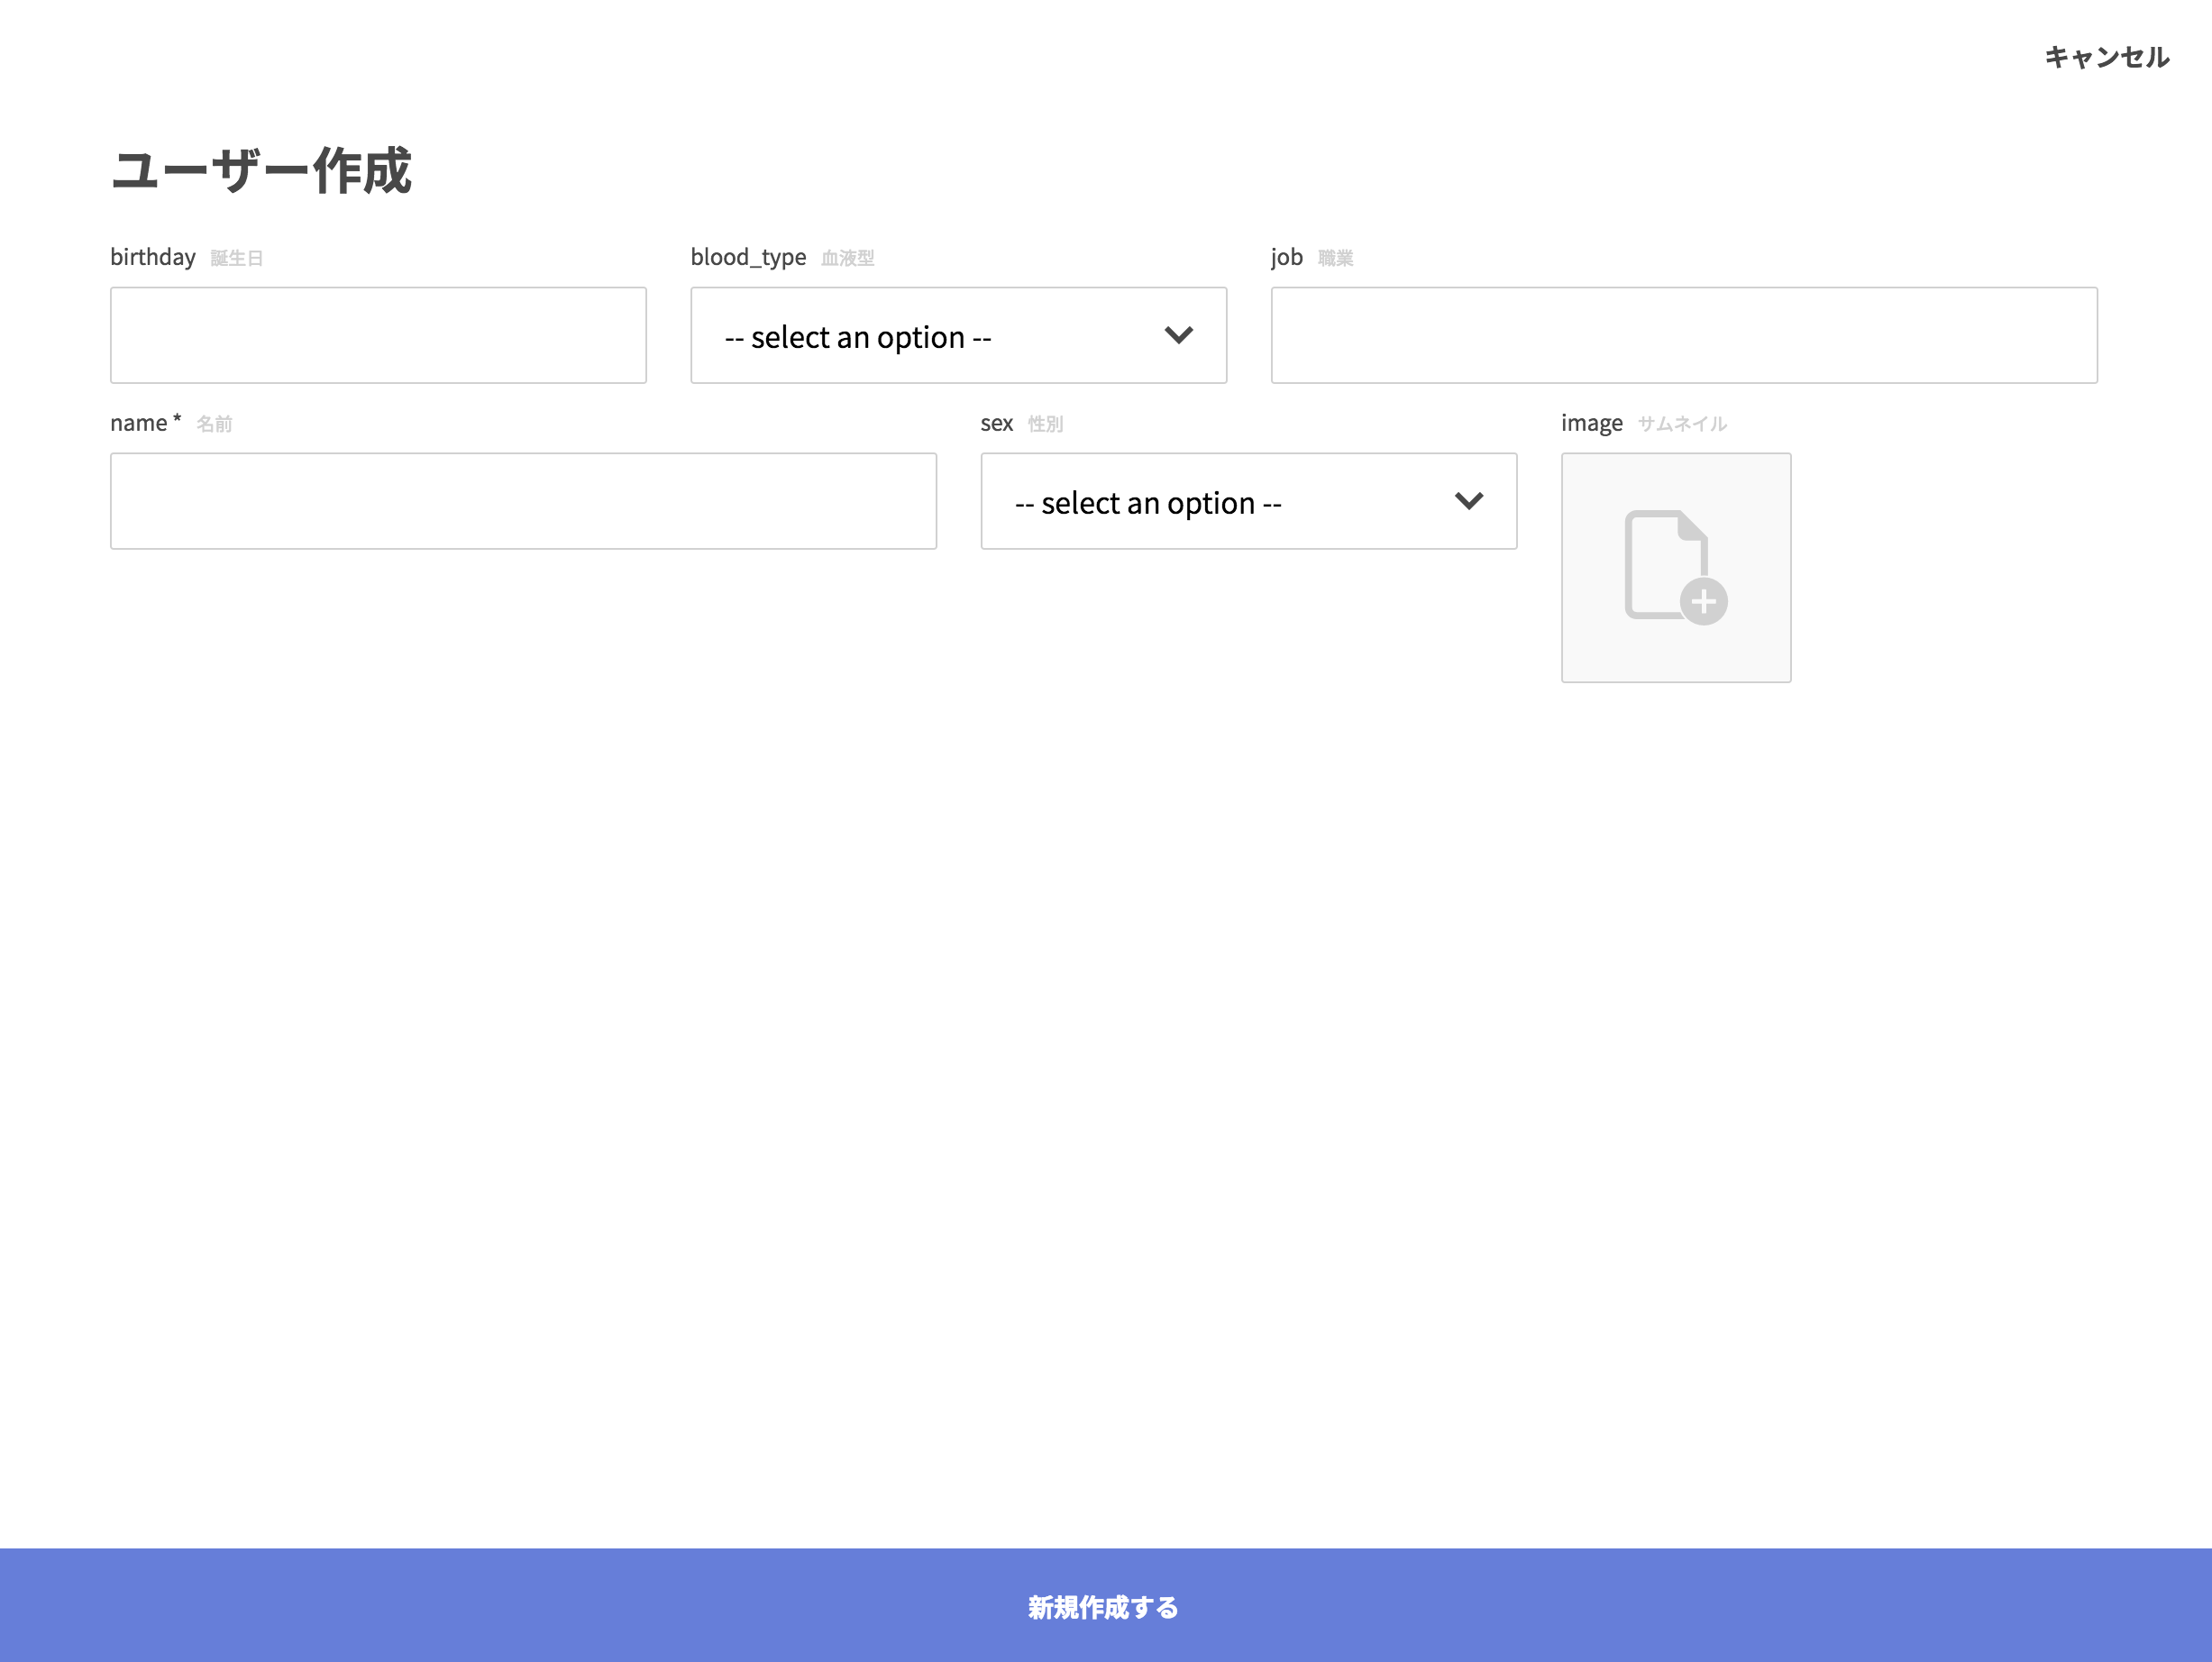 キャンセル
ユーザー作成
birthday 誕生日
blood_type 血液型
job 職業
-- select an option --
name * 名前
sex 性別
image サムネイル
-- select an option --
新規作成する